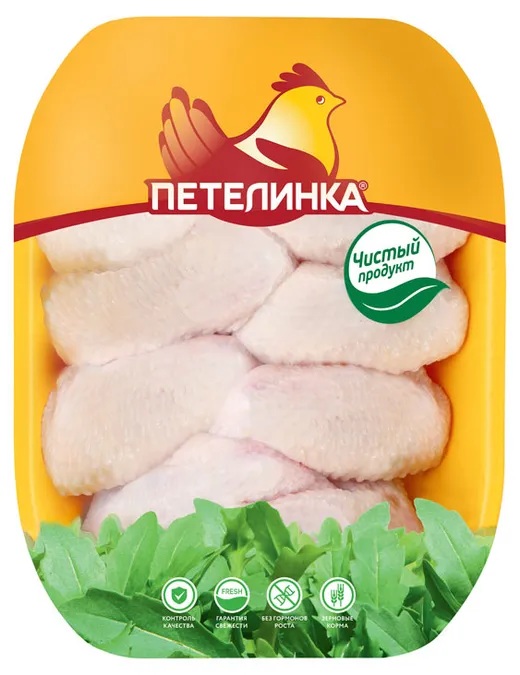 ПЕТЕЛИНКА®
Чистый
продукт
FRESH
КОНТРОЛЬ
КАЧЕСТВА
ГАРАНТИЯ
СВЕЖЕСТИ
БЕЗ ГОРМОНОВ
РОСТА
ЗЕРНОВЫЕ
КОРМА